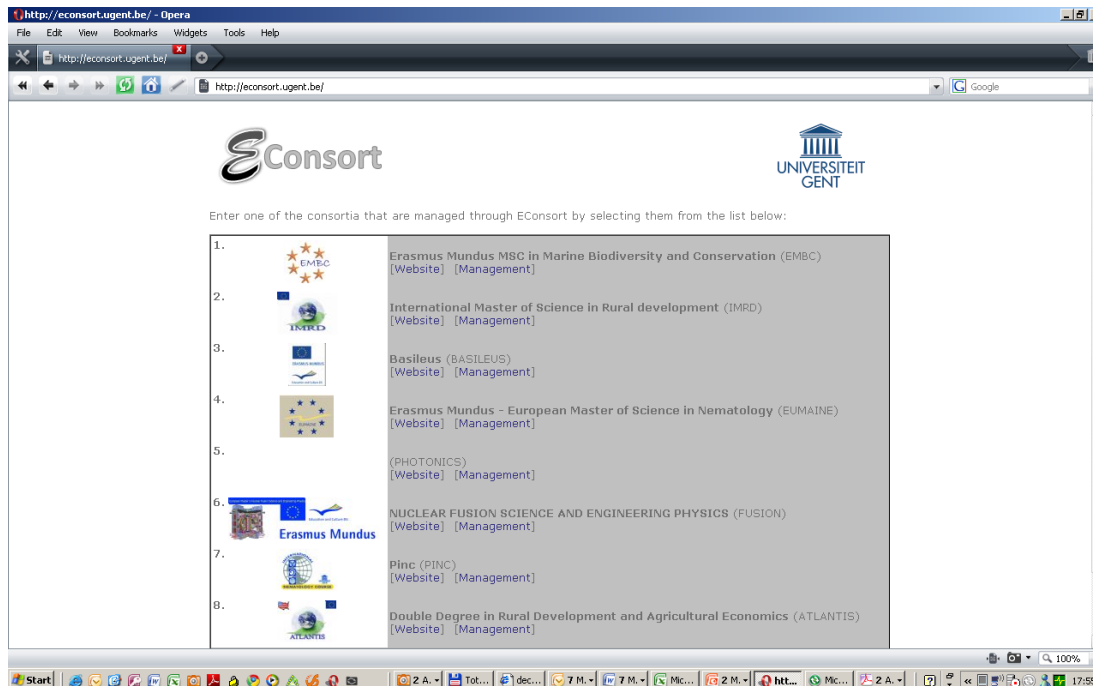 http://econsort.ugent.be/ - Opera
File Edit View Bookmarks Widgets Tools Help
http://econsort.ugent.be/
http://econsort.ugent.be/ Google
EConsort
UNIVERSITEIT
GENT
Enter one of the consortia that are managed through EConsort by selecting them from the list below:
1. EMBC Erasmus Mundus MSC in Marine Biodiversity and Conservation (EMBC)
[Website] [Management]
2. IMRD International Master of Science in Rural development (IMRD)
[Website] [Management]
3. Basileus (BASILEUS)
[Website] [Management]
4. Erasmus Mundus - European Master of Science in Nematology (EUMAINE)
[Website] [Management]
5. (PHOTONICS)
[Website] [Management]
6. Erasmus Mundus NUCLEAR FUSION SCIENCE AND ENGINEERING PHYSICS (FUSION)
[Website] [Management]
7. Pinc (PINC)
[Website] [Management]
8. ATLANTIS Double Degree in Rural Development and Agricultural Economics (ATLANTIS)
[Website] [Management]
100%
Start 2 A. Tot... dec... 7 M. 7 M. Mic... 2 M. htt... Mic... 2 A. 17:5